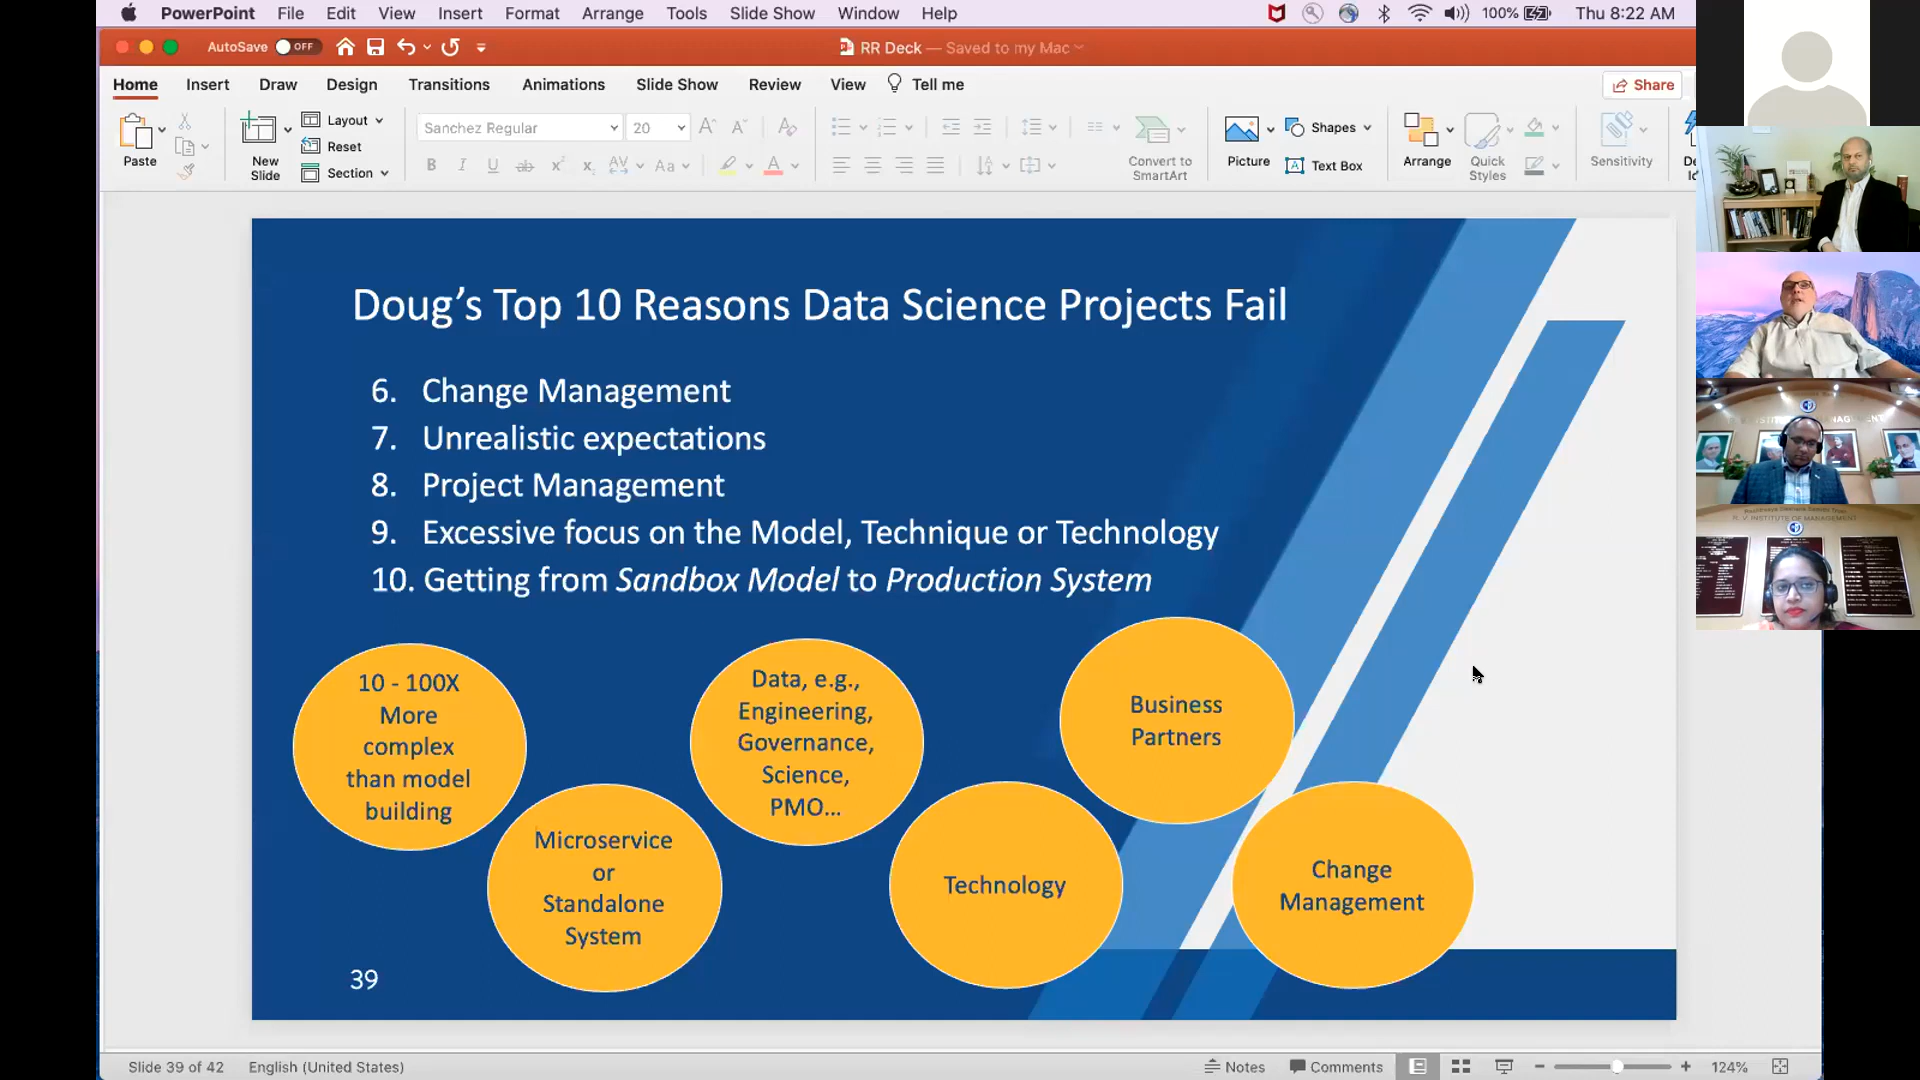 PowerPoint File Edit View Insert Format Arrange Tools Slide Show Window Help 100% Thu 8:22 AM
AutoSave OFF RR Deck — Saved to my Mac
Home Insert Draw Design Transitions Animations Slide Show Review View Tell me Share
Paste
New
Slide
Layout
Reset
Section
Sanchez Regular 20
Convert to
SmartArt
Picture
Shapes
Text Box
Arrange
Quick
Styles
Sensitivity
Doug’s Top 10 Reasons Data Science Projects Fail
6. Change Management
7. Unrealistic expectations
8. Project Management
9. Excessive focus on the Model, Technique or Technology
10. Getting from Sandbox Model to Production System
10 - 100X
More
complex
than model
building
Microservice
or
Standalone
System
Data, e.g.,
Engineering,
Governance,
Science,
PMO...
Technology
Business
Partners
Change
Management
39
Slide 39 of 42 English (United States) Notes Comments 124%
R. V. INSTITUTE OF MANAGEMENT